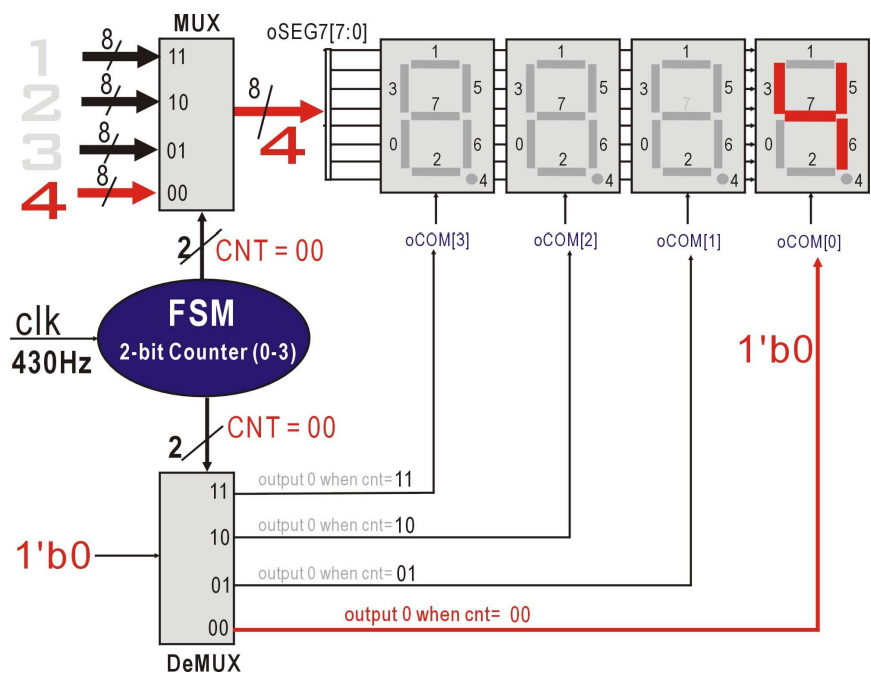 MUX
oSEG7[7:0]
1 8 11
2 8 10
3 8 01
4 8 00
8
4
1 3 5 7 0 6 2 4
1 3 5 7 0 6 2 4
1 3 5 7 0 6 2 4
1 3 5 7 0 6 2 4
oCOM[3] oCOM[2] oCOM[1] oCOM[0]
2 CNT = 00
clk
430Hz
FSM
2-bit Counter (0-3)
1'b0
2 CNT = 00
11 output 0 when cnt= 11
10 output 0 when cnt= 10
1'b0
01 output 0 when cnt= 01
00 output 0 when cnt= 00
DeMUX